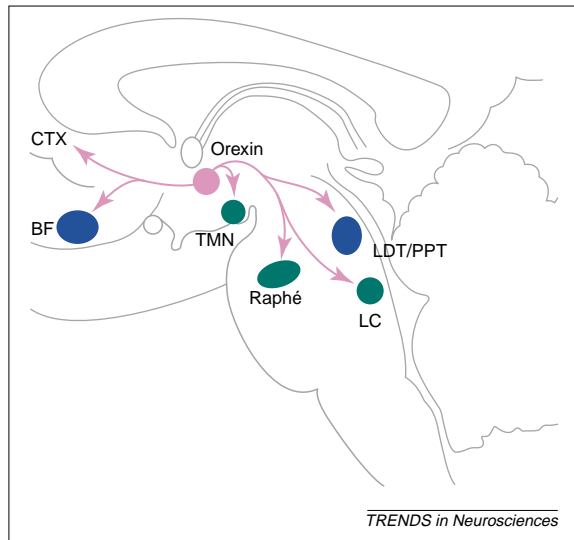 CTX
Orexin
BF
TMN
LDT/PPT
Raphé
LC
TRENDS in Neurosciences